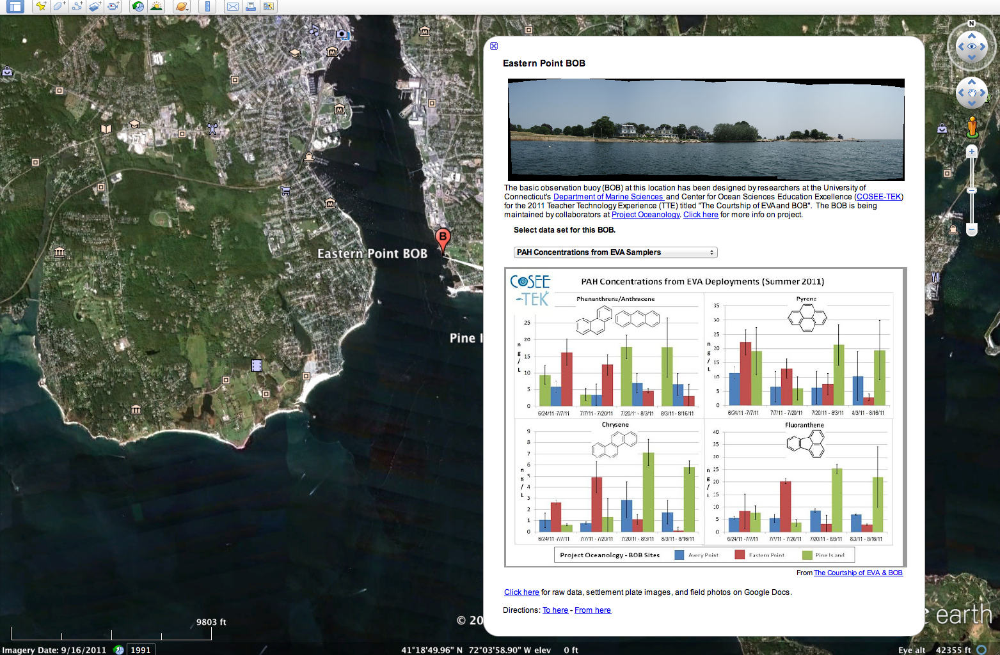 N
Eastern Point BOB
The basic observation buoy (BOB) at this location has been designed by researchers at the University of
Connecticut's Department of Marine Sciences and Center for Ocean Sciences Education Excellence (COSEE-TEK)
for the 2011 Teacher Technology Experience (TTE) titled "The Courtship of EVA and BOB". The BOB is being
maintained by collaborators at Project Oceanology. Click here for more info on project.
Select data set for this BOB.
PAH Concentrations from EVA Samplers
B
Eastern Point BOB
Pine I
COSEE
-TEK
PAH Concentrations from EVA Deployments (Summer 2011)
Phenanthrene/Anthracene
25
20
15
10
5
0
ng/L
6/24/11 -7/7/11
7/7/11 - 7/20/11
7/20/1' - 8/3/11
8/3/11 - 8/16/11
Pyrene
35
30
25
20
15
10
5
0
ng/L
6/24/11 -7/7/11
7/7/11 - 7/20/11
7/20/11 - 8/3/11
8/3/11 - 8/16/11
Chrysene
9
8
7
6
5
4
3
2
1
0
ng/L
6/24/11 -7/7/11
7/7/11 - 7/20/11
7/20/11 - 8/3/11
8/3/11 - 8/16/11
Fluoranthene
40
35
30
25
20
15
10
5
0
ng/L
6/24/11 -7/7/11
7/7/11 - 7/20/11
7/20/11 - 8/3/11
8/3/11 - 8/16/11
Project Oceanology - BOB Sites
Avery Point
Eastern Point
Pine Island
From The Courtship of EVA & BOB
Click here for raw data, settlement plate images, and field photos on Google Docs.
Directions: To here - From here
9803 ft
© 20
e earth
Imagery Date: 9/16/2011 1991
41°18'49.96" N 72°03'58.90" W elev 0 ft
Eye alt 42355 ft